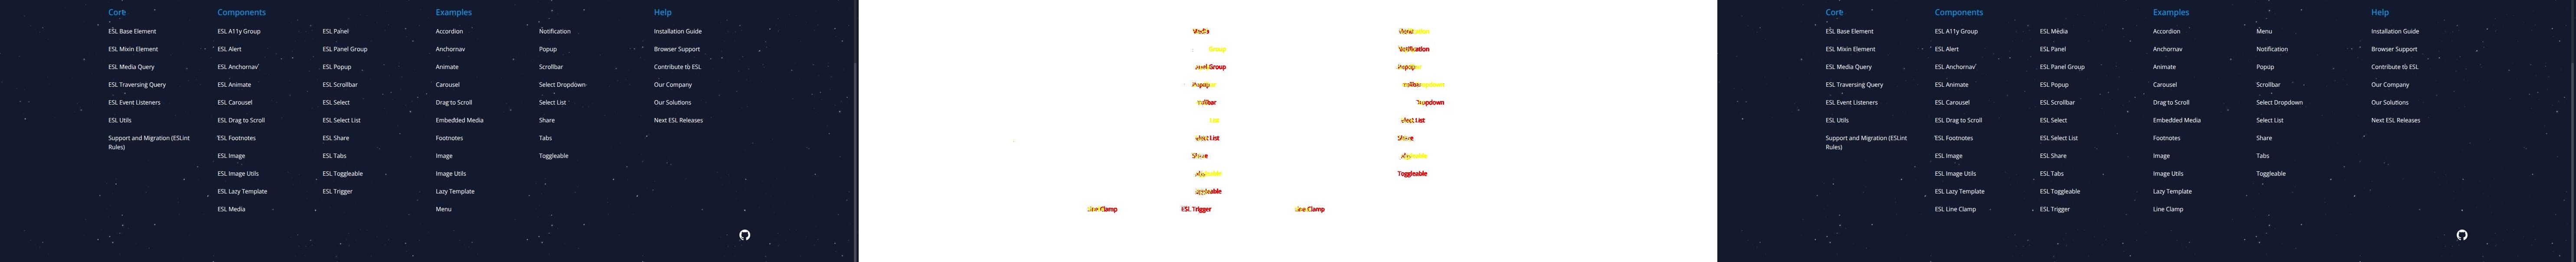 Core
ESL Base Element
ESL Mixin Element
ESL Media Query
ESL Traversing Query
ESL Event Listeners
ESL Utils
Support and Migration (ESLint
Rules)
Components
ESL A11y Group
ESL Alert
ESL Anchornav
ESL Animate
ESL Carousel
ESL Drag to Scroll
ESL Footnotes
ESL Image
ESL Image Utils
ESL Lazy Template
ESL Media
ESL Panel
ESL Panel Group
ESL Popup
ESL Scrollbar
ESL Select
ESL Select List
ESL Share
ESL Tabs
ESL Toggleable
ESL Trigger
Examples
Accordion
Anchornav
Animate
Carousel
Drag to Scroll
Embedded Media
Footnotes
Image
Image Utils
Lazy Template
Menu
Notification
Popup
Scrollbar
Select Dropdown
Select List
Share
Tabs
Toggleable
Help
Installation Guide
Browser Support
Contribute to ESL
Our Company
Our Solutions
Next ESL Releases
Media
Group
Group
Popup
List
List
Share
ESL Trigger
Line Clamp
Notification
Popup
List
Share
Toggleable
Line Clamp
Core
ESL Base Element
ESL Mixin Element
ESL Media Query
ESL Traversing Query
ESL Event Listeners
ESL Utils
Support and Migration (ESLint
Rules)
Components
ESL A11y Group
ESL Alert
ESL Anchornav
ESL Animate
ESL Carousel
ESL Drag to Scroll
ESL Footnotes
ESL Image
ESL Image Utils
ESL Lazy Template
ESL Line Clamp
ESL Media
ESL Panel
ESL Panel Group
ESL Popup
ESL Scrollbar
ESL Select
ESL Select List
ESL Share
ESL Tabs
ESL Toggleable
ESL Trigger
Examples
Accordion
Anchornav
Animate
Carousel
Drag to Scroll
Embedded Media
Footnotes
Image
Image Utils
Lazy Template
Line Clamp
Menu
Notification
Popup
Scrollbar
Select Dropdown
Select List
Share
Tabs
Toggleable
Help
Installation Guide
Browser Support
Contribute to ESL
Our Company
Our Solutions
Next ESL Releases